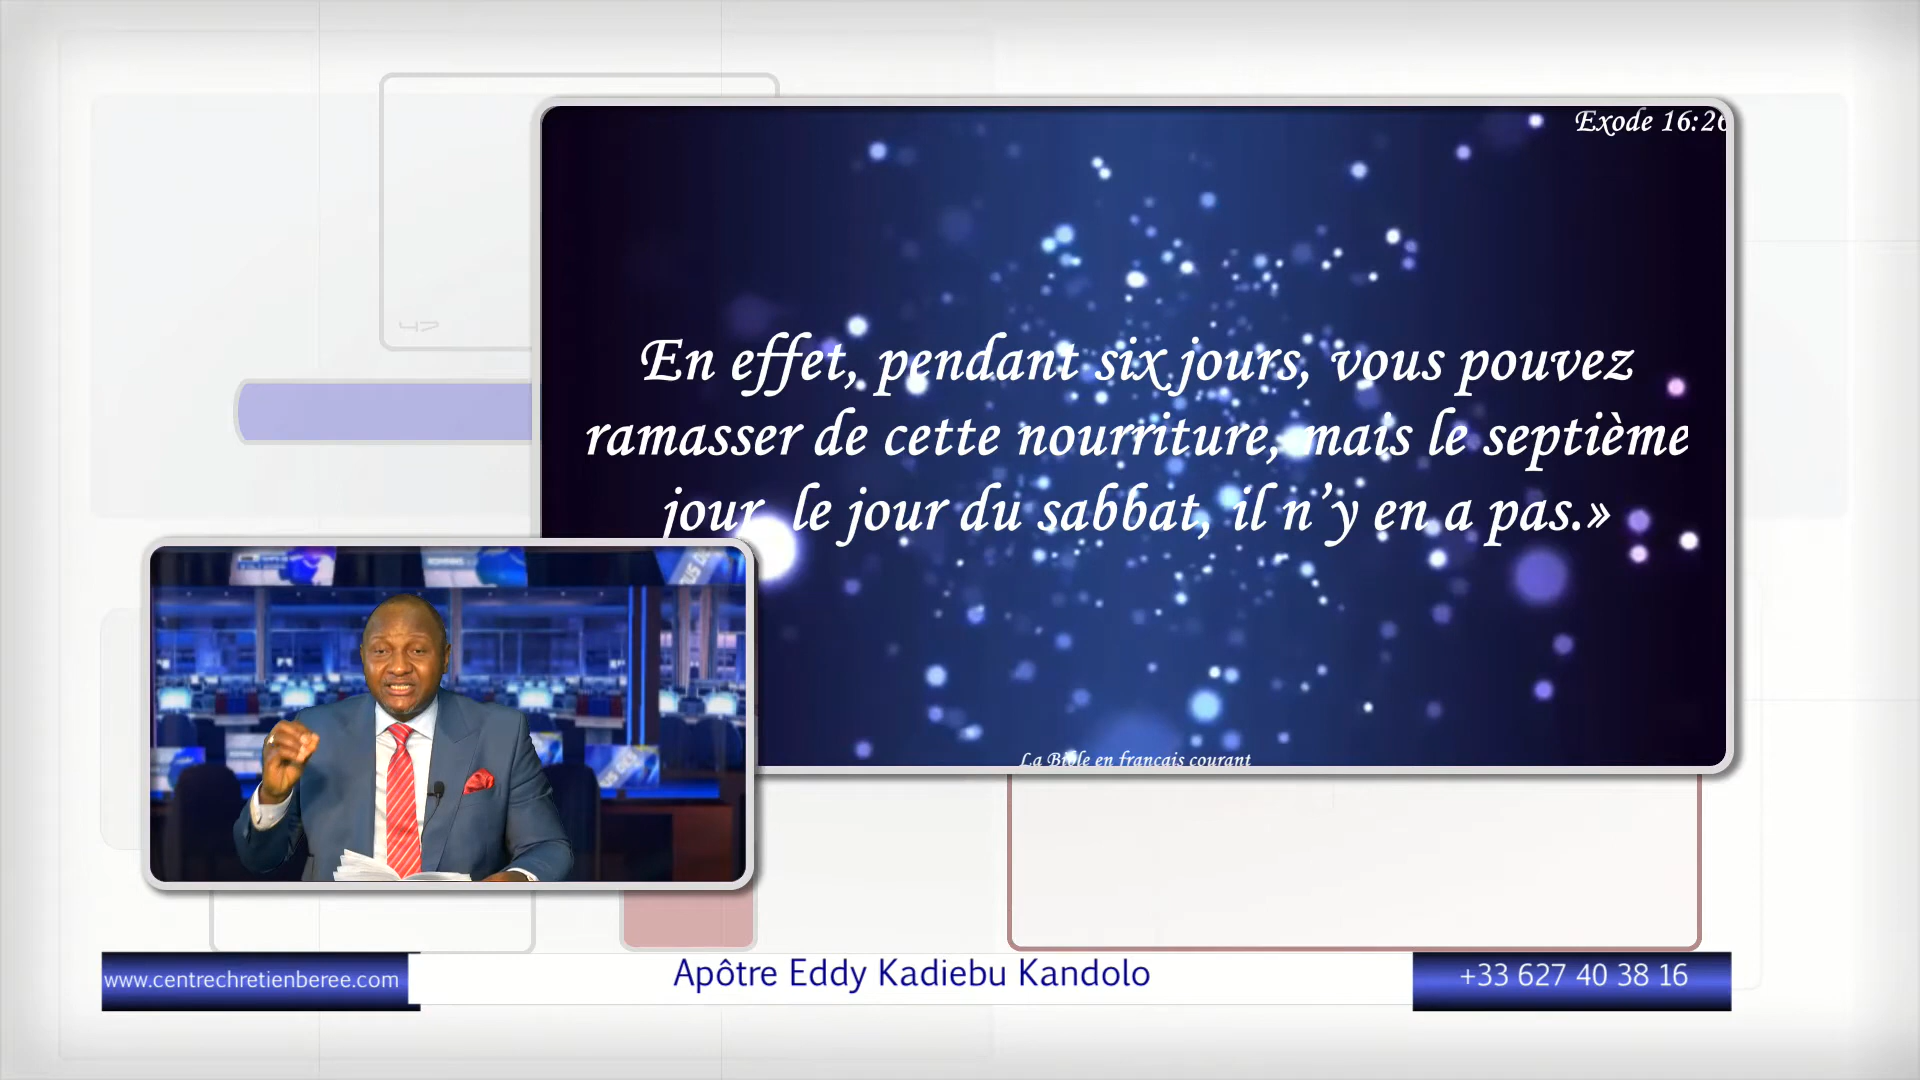 Exode 16:26
En effet, pendant six jours, vous pouvez
ramasser de cette nourriture, mais le septième
jour, le jour du sabbat, il n’y en a pas.»
La Bible en français courant
www.centrechretienberee.com
Apôtre Eddy Kadiebu Kandolo
+33 627 40 38 16